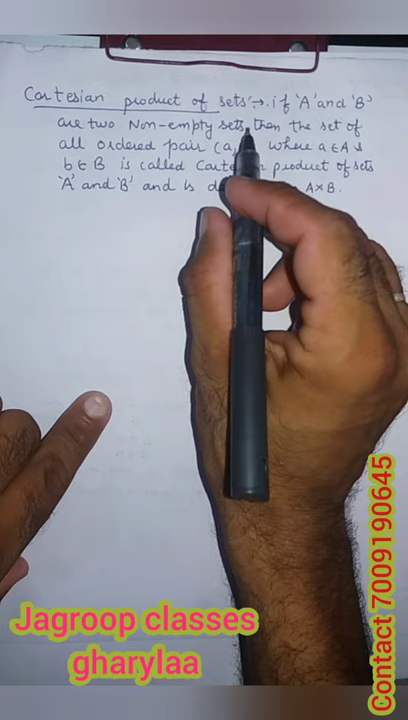 Cartesian product of sets :→ if 'A' and 'B'
are two Non-empty sets, then the set of
all ordered pair (a, where a ∈ A &
b ∈ B is called product of sets
'A' and 'B' and is A×B.
Jagroop classes
gharylaa
Contact 7009190645